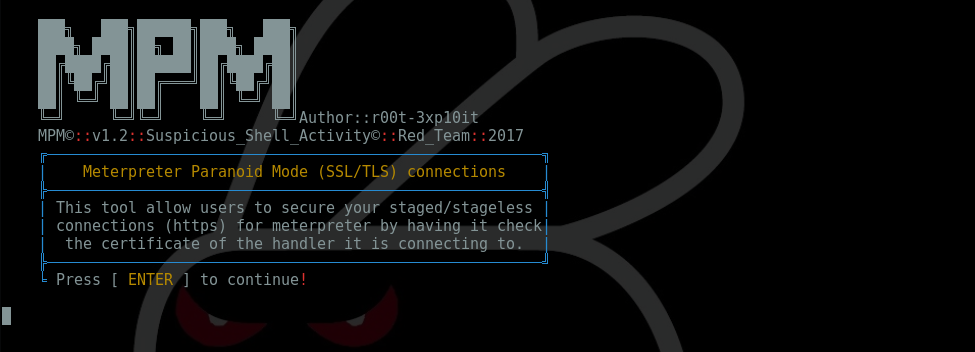 MPM
Author::r00t-3xp10it
MPM©::v1.2::Suspicious_Shell_Activity©::Red_Team::2017
Meterpreter Paranoid Mode (SSL/TLS) connections
This tool allow users to secure your staged/stageless
connections (https) for meterpreter by having it check
the certificate of the handler it is connecting to.
Press [ ENTER ] to continue!